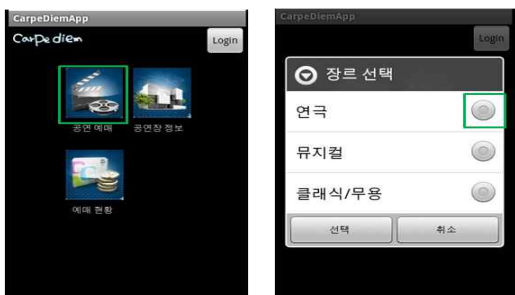 CarpeDiemApp
Carpe diem
Login
공연 예매
공연장 정보
예매 현황
CarpeDiemApp
Login
장르 선택
연극
뮤지컬
클래식/무용
선택
취소